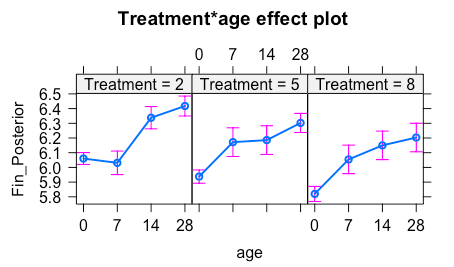 Treatment*age effect plot
0 7 14 28
Treatment = 2 Treatment = 5 Treatment = 8
6.5
6.4
6.3
6.2
6.1
6.0
5.9
5.8
Fin_Posterior
0 7 14 28 0 7 14 28
age